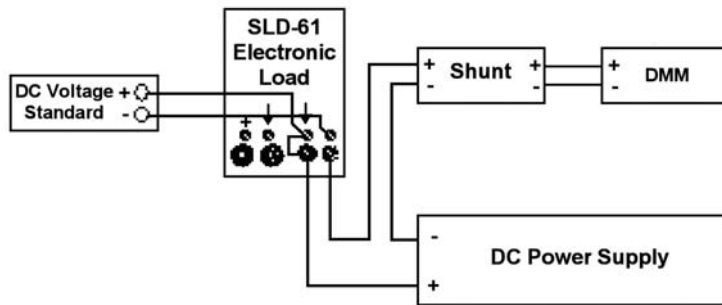 SLD-61
Electronic
Load
DC Voltage +
Standard -
+
+ Shunt +
- -
+ DMM
-
- DC Power Supply
+